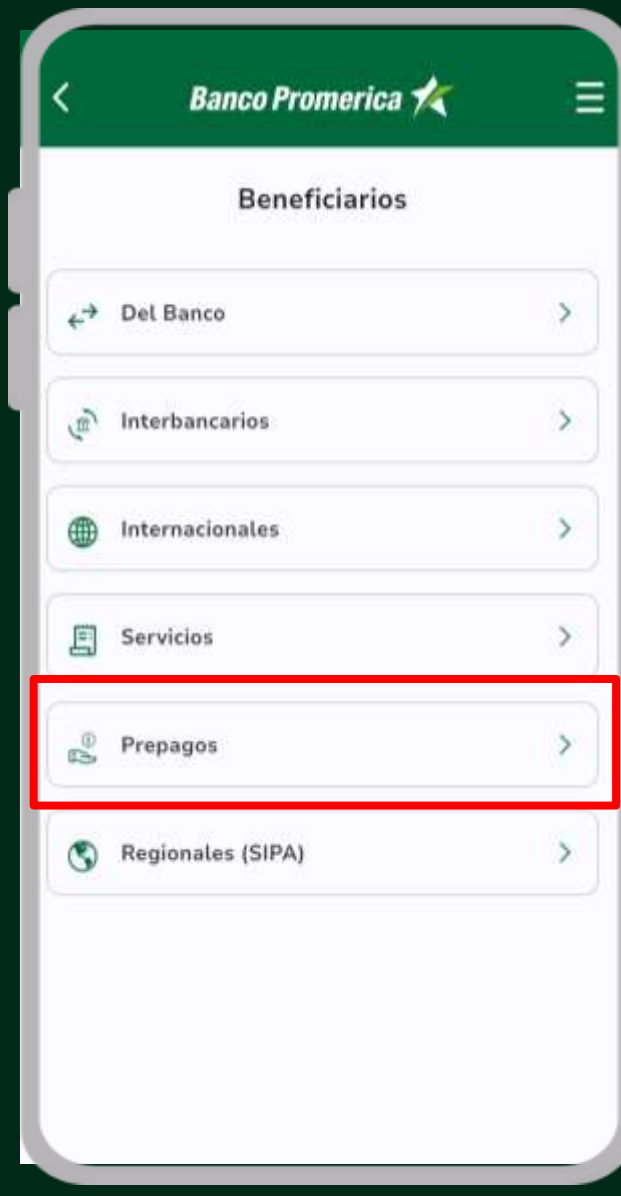 Banco Promerica
Beneficiarios
Del Banco
Interbancarios
Internacionales
Servicios
Prepagos
Regionales (SIPA)